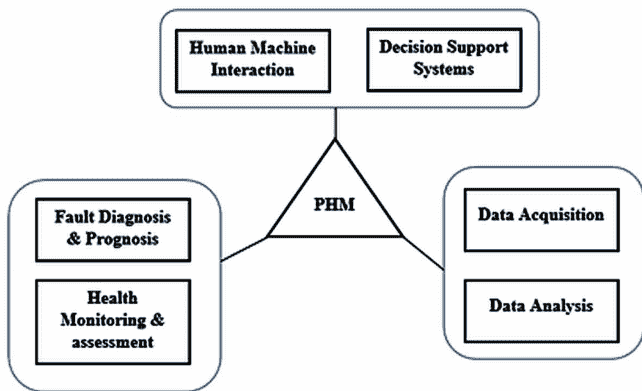 Human Machine
Interaction
Decision Support
Systems
PHM
Fault Diagnosis
& Prognosis
Health
Monitoring &
assessment
Data Acquisition
Data Analysis